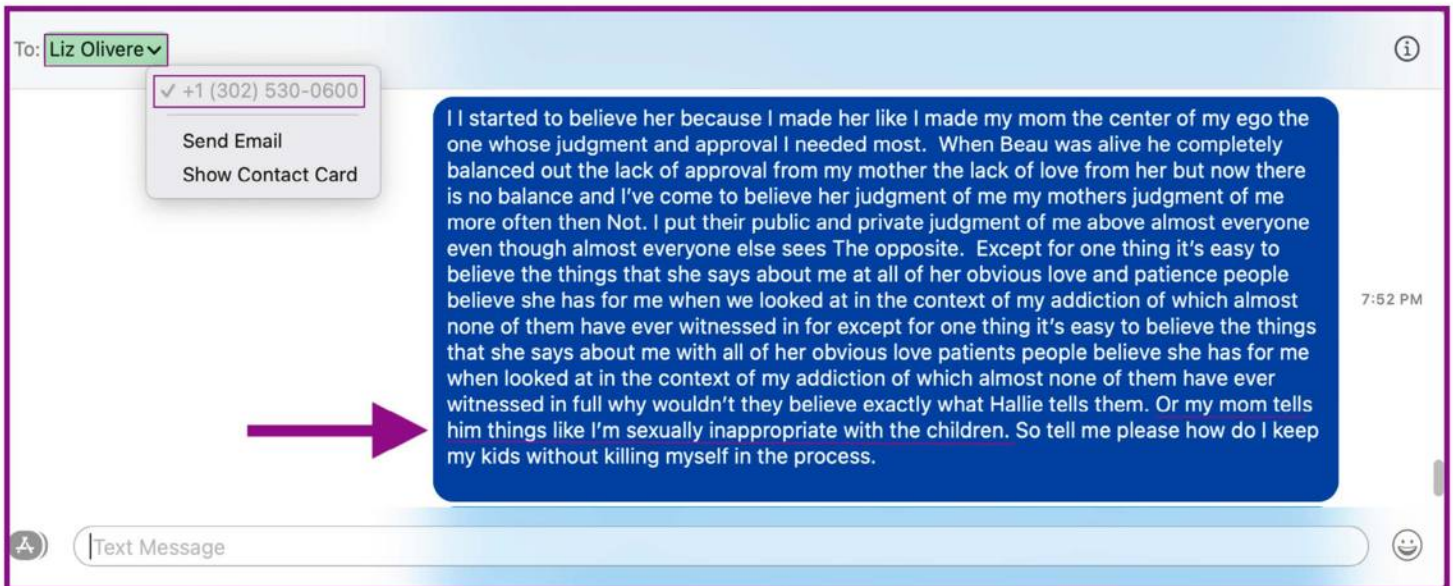 To: Liz Olivere
✓ +1 (302) 530-0600
Send Email
Show Contact Card
I I started to believe her because I made her like I made my mom the center of my ego the
one whose judgment and approval I needed most.  When Beau was alive he completely
balanced out the lack of approval from my mother the lack of love from her but now there
is no balance and I've come to believe her judgment of me my mothers judgment of me
more often then Not. I put their public and private judgment of me above almost everyone
even though almost everyone else sees The opposite.  Except for one thing it's easy to
believe the things that she says about me at all of her obvious love and patience people
believe she has for me when we looked at in the context of my addiction of which almost
none of them have ever witnessed in for except for one thing it's easy to believe the things
that she says about me with all of her obvious love patients people believe she has for me
when looked at in the context of my addiction of which almost none of them have ever
witnessed in full why wouldn't they believe exactly what Hallie tells them. Or my mom tells
him things like I'm sexually inappropriate with the children. So tell me please how do I keep
my kids without killing myself in the process.
7:52 PM
Text Message